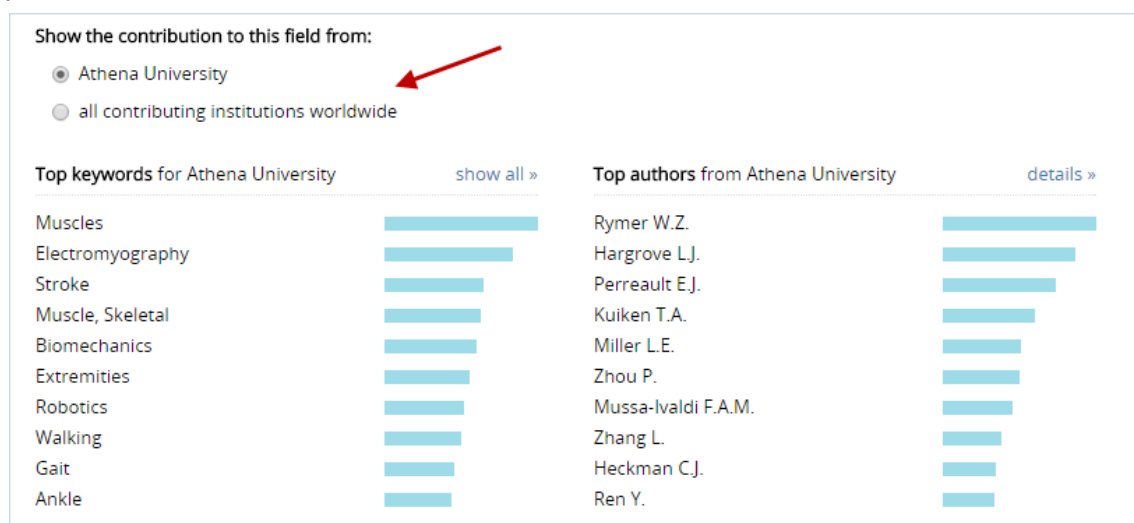 Show the contribution to this field from:
Athena University
all contributing institutions worldwide
Top keywords for Athena University show all »
Muscles
Electromyography
Stroke
Muscle, Skeletal
Biomechanics
Extremities
Robotics
Walking
Gait
Ankle
Top authors from Athena University details »
Rymer W.Z.
Hargrove L.J.
Perreault E.J.
Kuiken T.A.
Miller L.E.
Zhou P.
Mussa-Ivaldi F.A.M.
Zhang L.
Heckman C.J.
Ren Y.